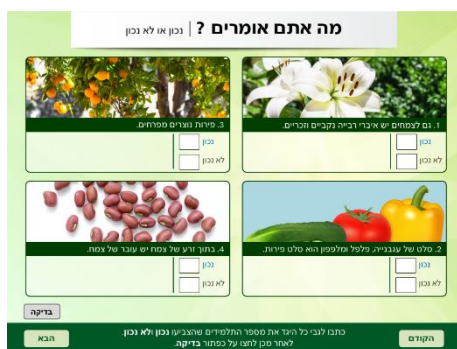 מה אתם אומרים ? | נכון או לא נכון
1. גם לצמחים יש איברי רבייה נקביים וזכריים.
נכון
לא נכון
2. סלט של עגבנייה, פלפל ומלפפון הוא סלט פירות.
נכון
לא נכון
3. פירות נוצרים מפרחים.
נכון
לא נכון
4. בתוך זרע של צמח יש עובר של צמח.
נכון
לא נכון
בדיקה
הקודם
כתבו לגבי כל היגד את מספר התלמידים שהצביעו נכון ולא נכון.
לאחר מכן לחצו על כפתור בדיקה.
הבא